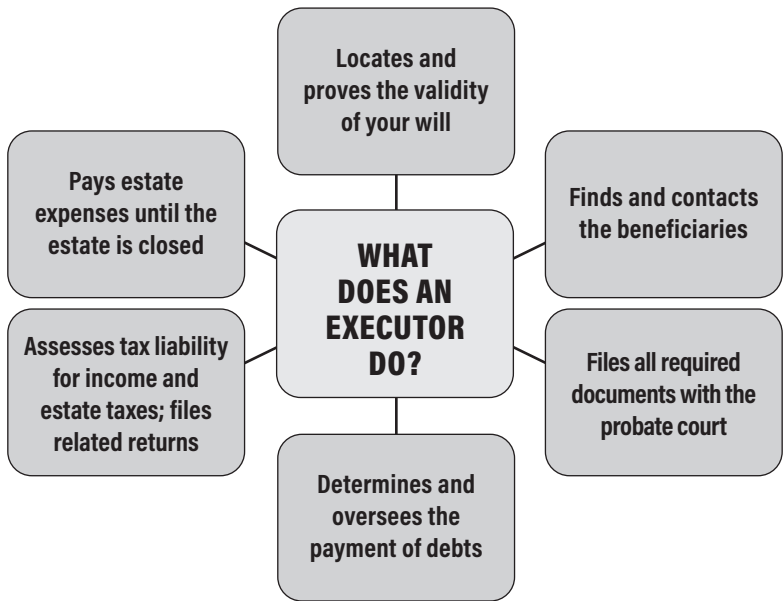 Locates and
proves the validity
of your will
Pays estate
expenses until the
estate is closed
Finds and contacts
the beneficiaries
WHAT
DOES AN
EXECUTOR
DO?
Assesses tax liability
for income and
estate taxes; files
related returns
Files all required
documents with the
probate court
Determines and
oversees the
payment of debts